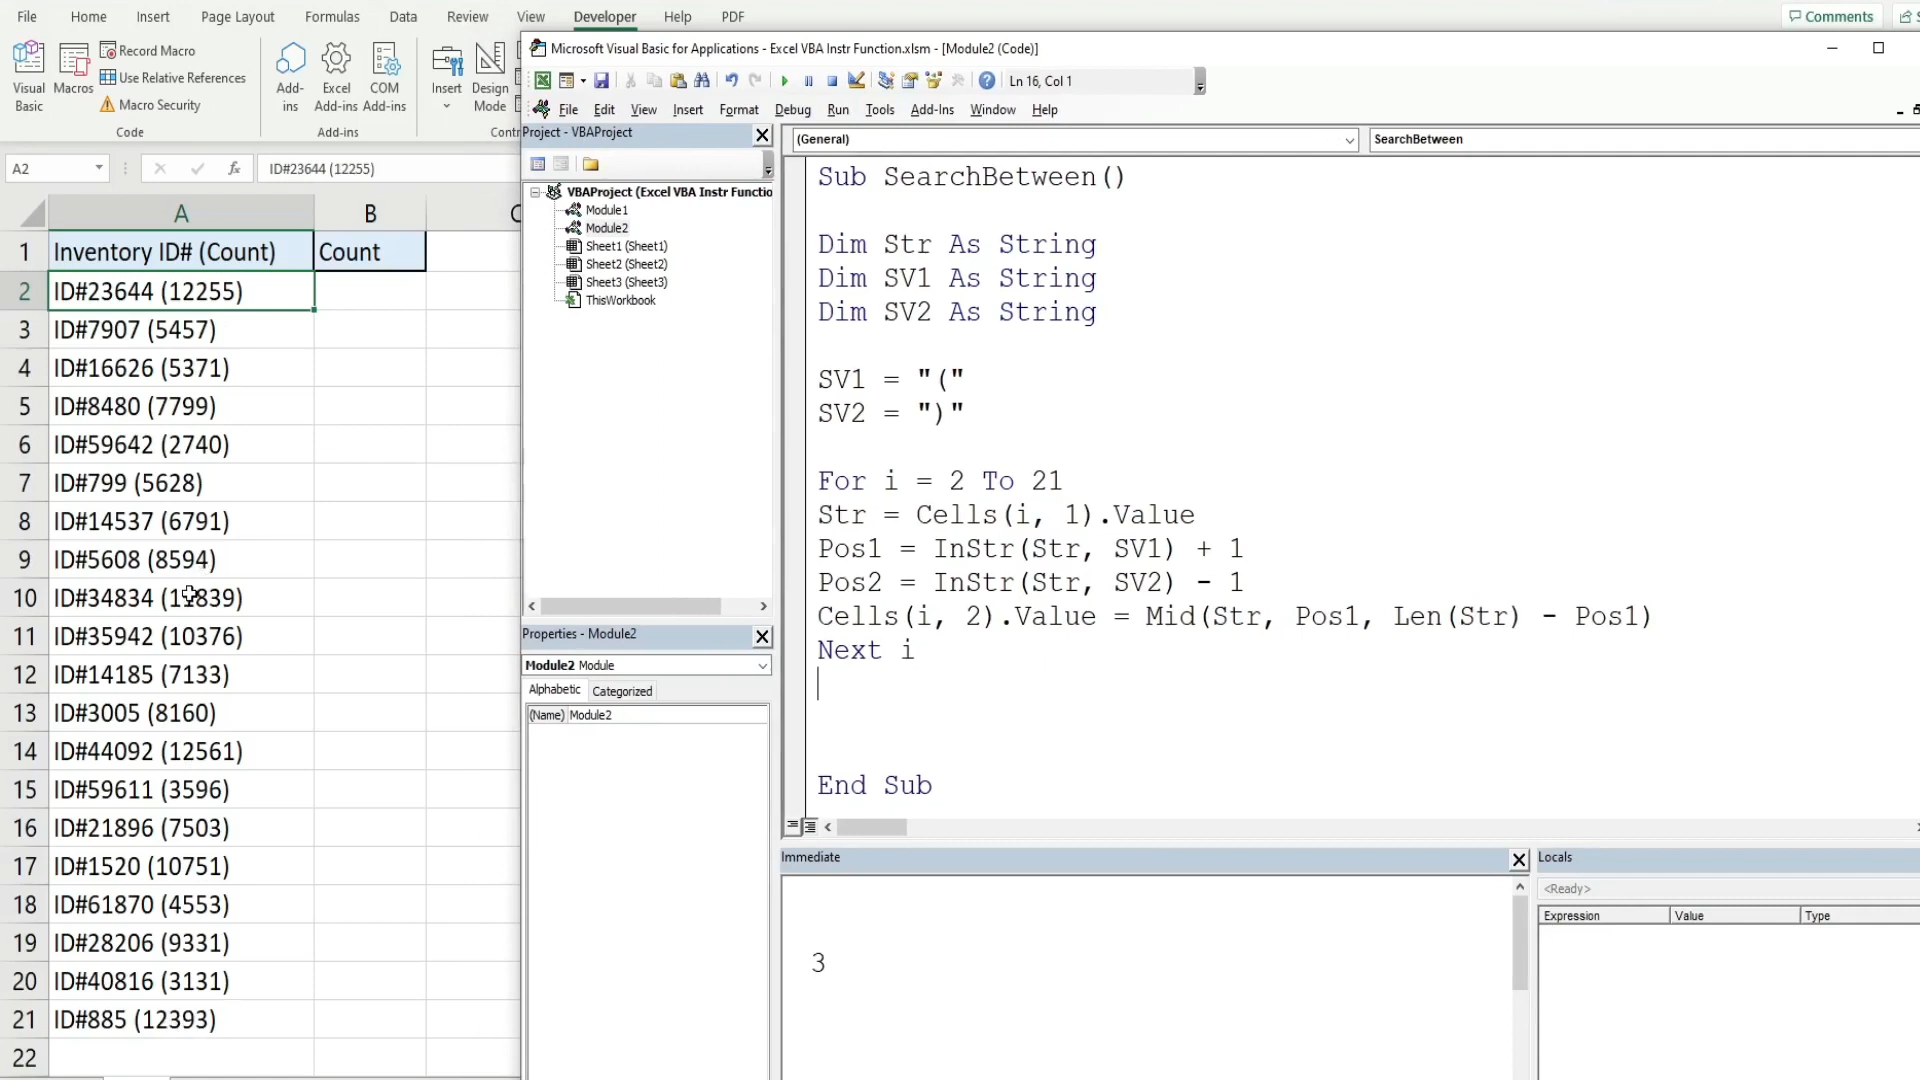 File Home Insert Page Layout Formulas Data Review View Developer Help PDF Comments
Microsoft Visual Basic for Applications - Excel VBA Instr Function.xlsm - [Module2 (Code)]
Record Macro
Use Relative References
Macro Security
Visual Basic
Macros
Add-ins
Excel Add-ins
COM Add-ins
Insert
Design Mode
Code
Add-ins
Contr
Ln 16, Col 1
File Edit View Insert Format Debug Run Tools Add-Ins Window Help
Project - VBAProject
(General)
SearchBetween
A2
fx
ID#23644 (12255)
VBAProject (Excel VBA Instr Functio
Module1
Module2
Sheet1 (Sheet1)
Sheet2 (Sheet2)
Sheet3 (Sheet3)
ThisWorkbook
A B C
1 Inventory ID# (Count) Count
2 ID#23644 (12255)
3 ID#7907 (5457)
4 ID#16626 (5371)
5 ID#8480 (7799)
6 ID#59642 (2740)
7 ID#799 (5628)
8 ID#14537 (6791)
9 ID#5608 (8594)
10 ID#34834
11 ID#35942 (10376)
12 ID#14185 (7133)
13 ID#3005 (8160)
14 ID#44092 (12561)
15 ID#59611 (3596)
16 ID#21896 (7503)
17 ID#1520 (10751)
18 ID#61870 (4553)
19 ID#28206 (9331)
20 ID#40816 (3131)
21 ID#885 (12393)
22
Properties - Module2
Module2 Module
Alphabetic Categorized
(Name) Module2
Sub SearchBetween()
Dim Str As String
Dim SV1 As String
Dim SV2 As String
SV1 = "("
SV2 = ")"
For i = 2 To 21
Str = Cells(i, 1).Value
Pos1 = InStr(Str, SV1) + 1
Pos2 = InStr(Str, SV2) - 1
Cells(i, 2).Value = Mid(Str, Pos1, Len(Str) - Pos1)
Next i
End Sub
Immediate
3
Locals
<Ready>
Expression Value Type